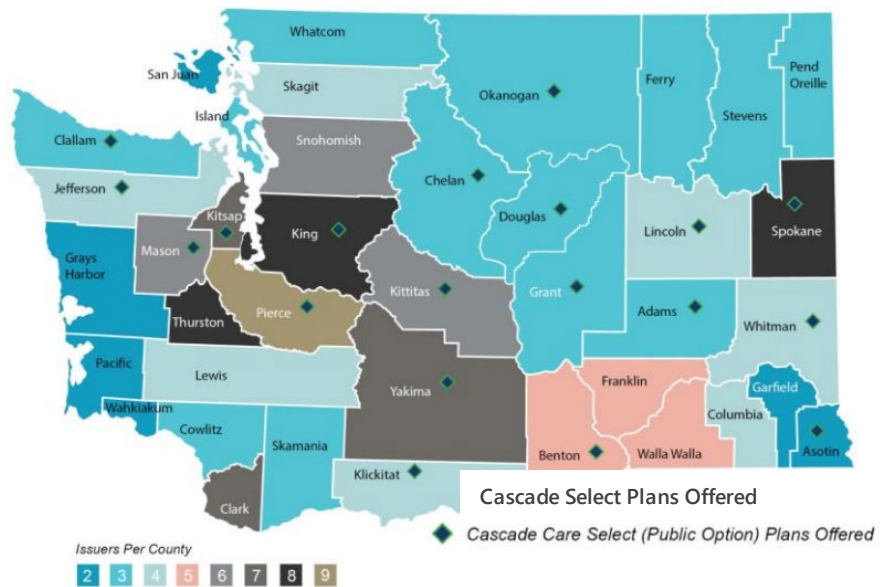 Whatcom
San Juan
Skagit
Okanogan
Ferry
Pend
Oreille
Stevens
Island
Clallam
Snohomish
Chelan
Jefferson
Kitsap
Douglas
King
Lincoln
Spokane
Mason
Grays
Harbor
Kittitas
Grant
Adams
Pierce
Thurston
Whitman
Pacific
Lewis
Yakima
Franklin
Garfield
Wahkiakum
Columbia
Cowlitz
Skamania
Benton
Walla Walla
Asotin
Klickitat
Clark
Cascade Select Plans Offered
Cascade Care Select (Public Option) Plans Offered
Issuers Per County
2 3 4 5 6 7 8 9